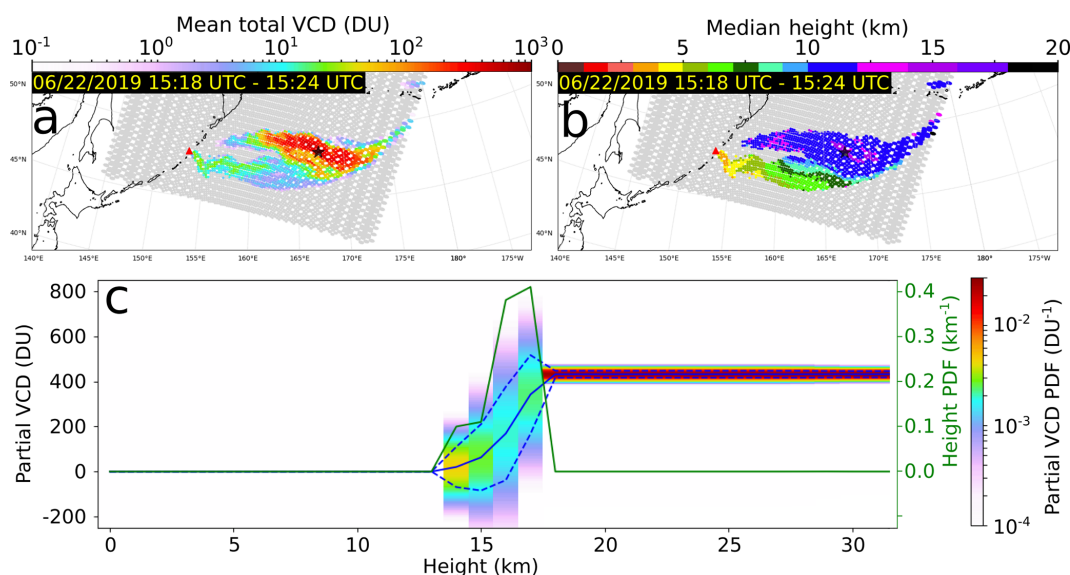 Mean total VCD (DU)
10⁻¹ 10⁰ 10¹ 10² 10³
06/22/2019 15:18 UTC - 15:24 UTC
a
50°N
45°N
40°N
140°E 145°E 150°E 155°E 160°E 165°E 170°E 175°E 180° 175°W
Median height (km)
0 5 10 15 20
06/22/2019 15:18 UTC - 15:24 UTC
b
50°N
45°N
40°N
140°E 145°E 150°E 155°E 160°E 165°E 170°E 175°E 180° 175°W
c
Partial VCD (DU)
800
600
400
200
0
-200
0 5 10 15 20 25 30
Height (km)
0.4
0.3
0.2
0.1
0.0
Height PDF (km⁻¹)
10⁻²
10⁻³
10⁻⁴
Partial VCD PDF (DU⁻¹)